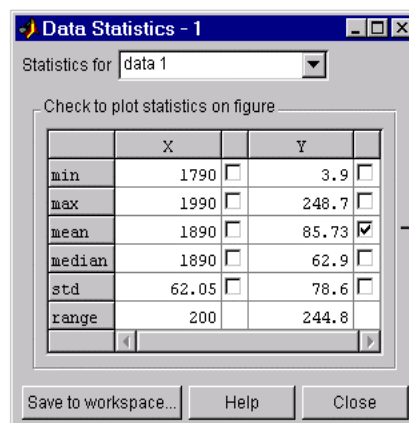 Data Statistics - 1
Statistics for data 1
Check to plot statistics on figure
X Y
min 1790 3.9
max 1990 248.7
mean 1890 85.73
median 1890 62.9
std 62.05 78.6
range 200 244.8
Save to workspace... Help Close